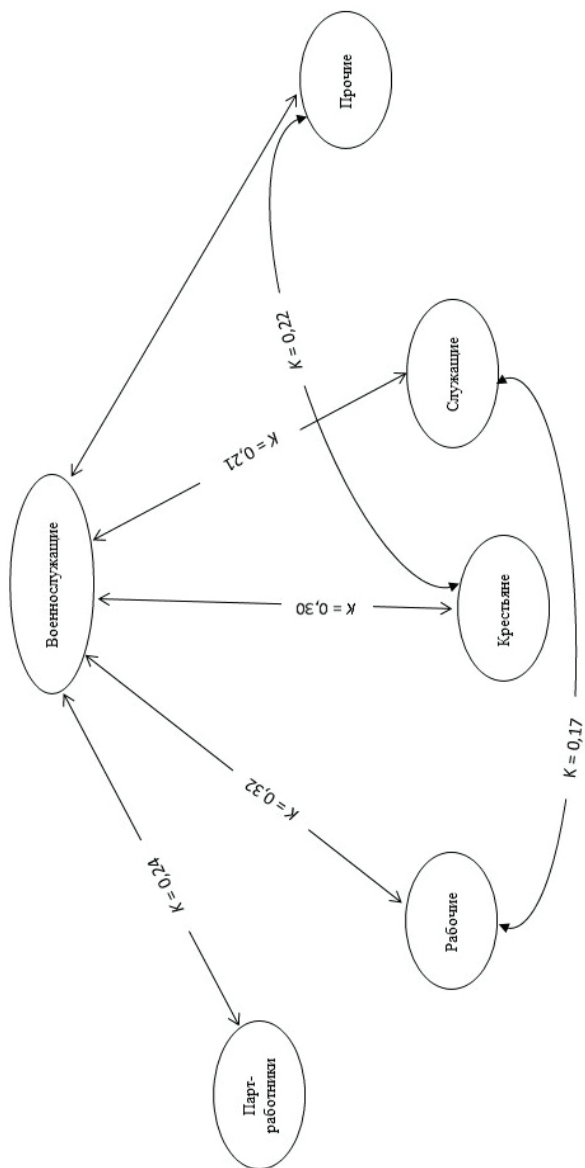 Военнослужащие
Парт-
работники
Рабочие
Крестьяне
Служащие
Прочие
K = 0,24
K = 0,32
K = 0,30
K = 0,21
K = 0,22
K = 0,17